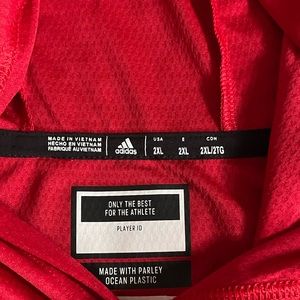 MADE IN VIETNAM
HECHO EN VIETNAM
FABRIQUÉ AU VIETNAM
adidas
USA
2XL
E
2XL
CDN
2XL/2TG
ONLY THE BEST
FOR THE ATHLETE
PLAYER ID
MADE WITH PARLEY
OCEAN PLASTIC